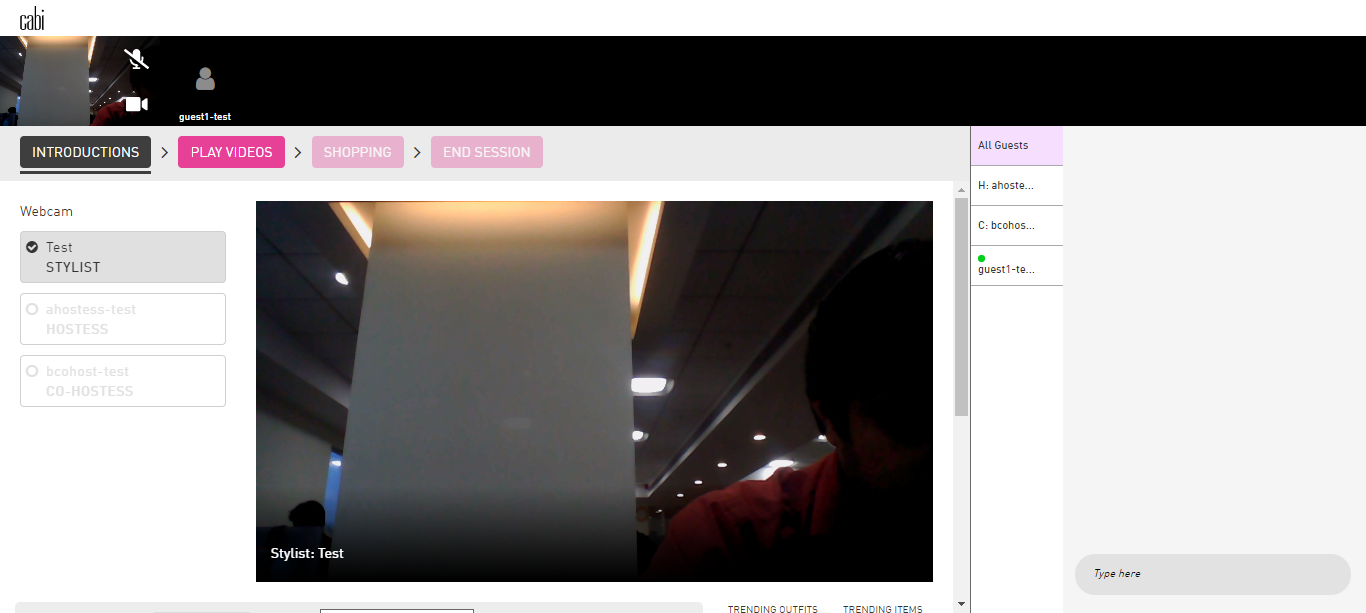 cabi
guest1-test
INTRODUCTIONS
PLAY VIDEOS
SHOPPING
END SESSION
Webcam
Test
STYLIST
ahostess-test
HOSTESS
bcohost-test
CO-HOSTESS
Stylist: Test
TRENDING OUTFITS
TRENDING ITEMS
All Guests
H: ahoste...
C: bcohos...
guest1-te...
Type here